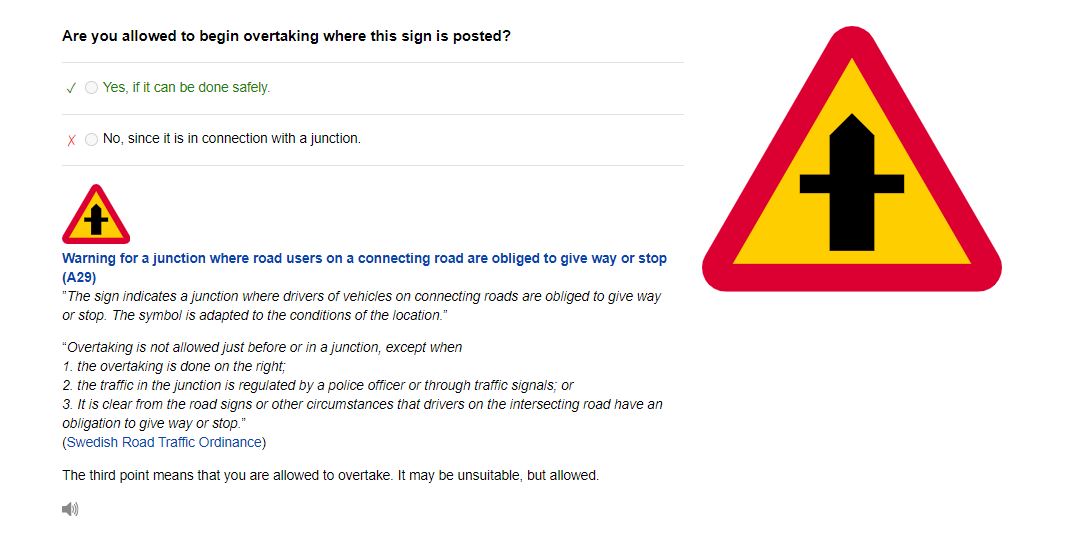 Are you allowed to begin overtaking where this sign is posted?
✓ Yes, if it can be done safely.
✗ No, since it is in connection with a junction.
Warning for a junction where road users on a connecting road are obliged to give way or stop
(A29)
"The sign indicates a junction where drivers of vehicles on connecting roads are obliged to give way
or stop. The symbol is adapted to the conditions of the location."
"Overtaking is not allowed just before or in a junction, except when
1. the overtaking is done on the right;
2. the traffic in the junction is regulated by a police officer or through traffic signals; or
3. It is clear from the road signs or other circumstances that drivers on the intersecting road have an
obligation to give way or stop."
(Swedish Road Traffic Ordinance)
The third point means that you are allowed to overtake. It may be unsuitable, but allowed.